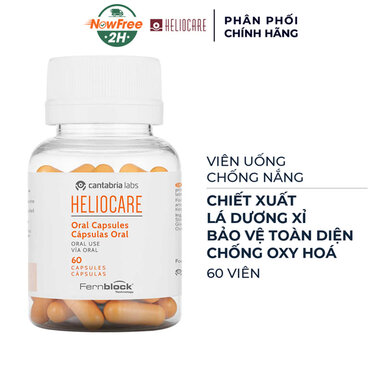 NowFree
2H
HELIOCARE
PHÂN PHỐI
CHÍNH HÃNG
cantabria labs
HELIOCARE
Oral Capsules
Cápsulas Oral
ORAL USE
VIA ORAL
60 CAPSULES
CÁPSULAS
Fernblock
VIÊN UỐNG
CHỐNG NẮNG
CHIẾT XUẤT
LÁ DƯƠNG XỈ
BẢO VỆ TOÀN DIỆN
CHỐNG OXY HOÁ
60 VIÊN